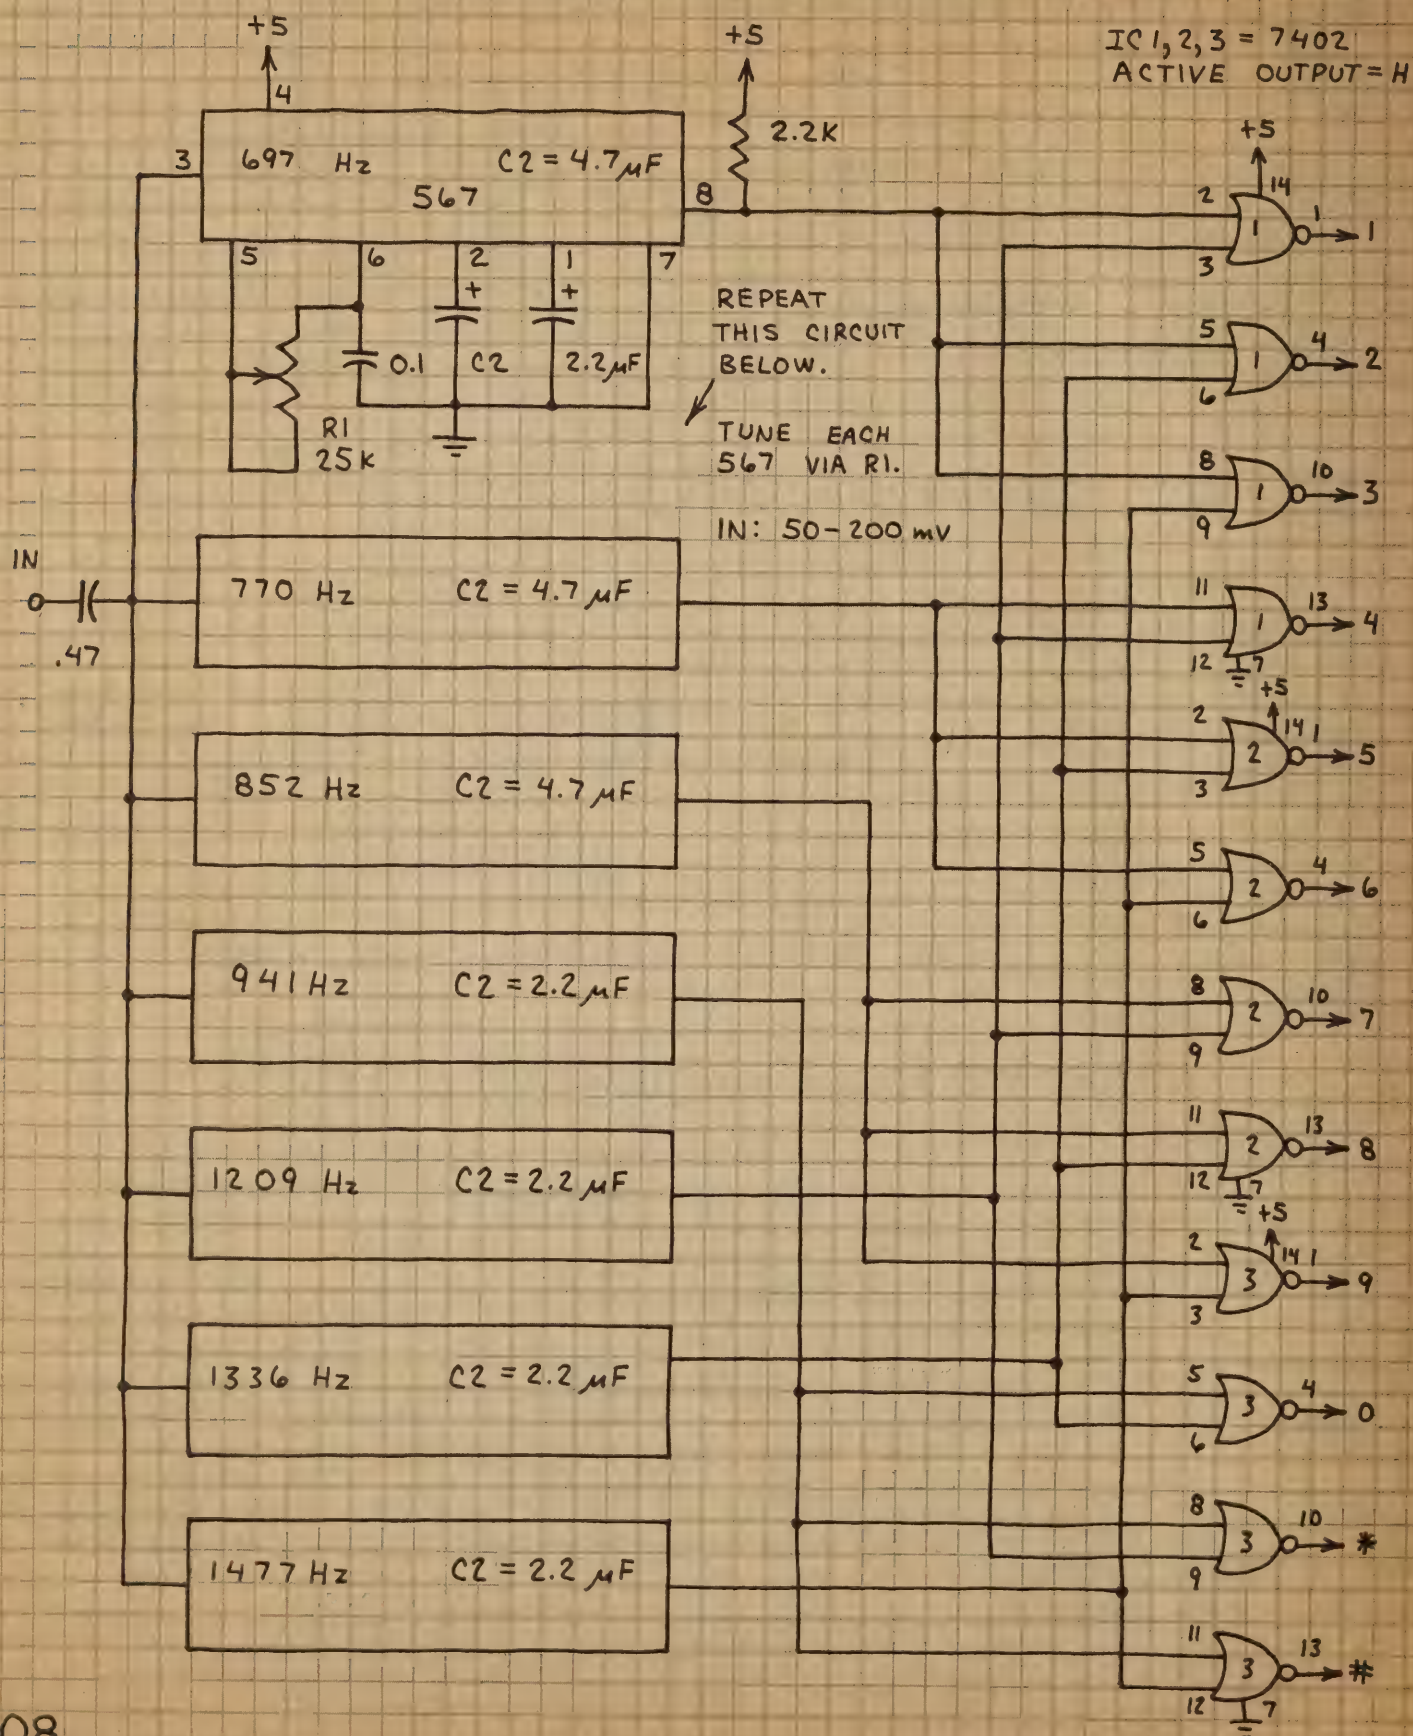 +5
4
3
697 Hz C2 = 4.7 µF
567
8
5 6 2 1 7
+ +
0.1 C2 2.2 µF
R1
25K
+5
2.2K
REPEAT
THIS CIRCUIT
BELOW.
TUNE EACH
567 VIA R1.
IN: 50-200 mV
IN
.47
770 Hz C2 = 4.7 µF
852 Hz C2 = 4.7 µF
941 Hz C2 = 2.2 µF
1209 Hz C2 = 2.2 µF
1336 Hz C2 = 2.2 µF
1477 Hz C2 = 2.2 µF
IC 1,2,3 = 7402
ACTIVE OUTPUT = H
+5
14
2 1 1 1
3
5 1 4 2
6
8 1 10 3
9
11 1 13 4
12 7
+5
14
2 2 1 5
3
5 2 4 6
6
8 2 10 7
9
11 2 13 8
12 7
+5
14
2 3 1 9
3
5 3 4 0
6
8 3 10 *
9
11 3 13 #
12 7
08